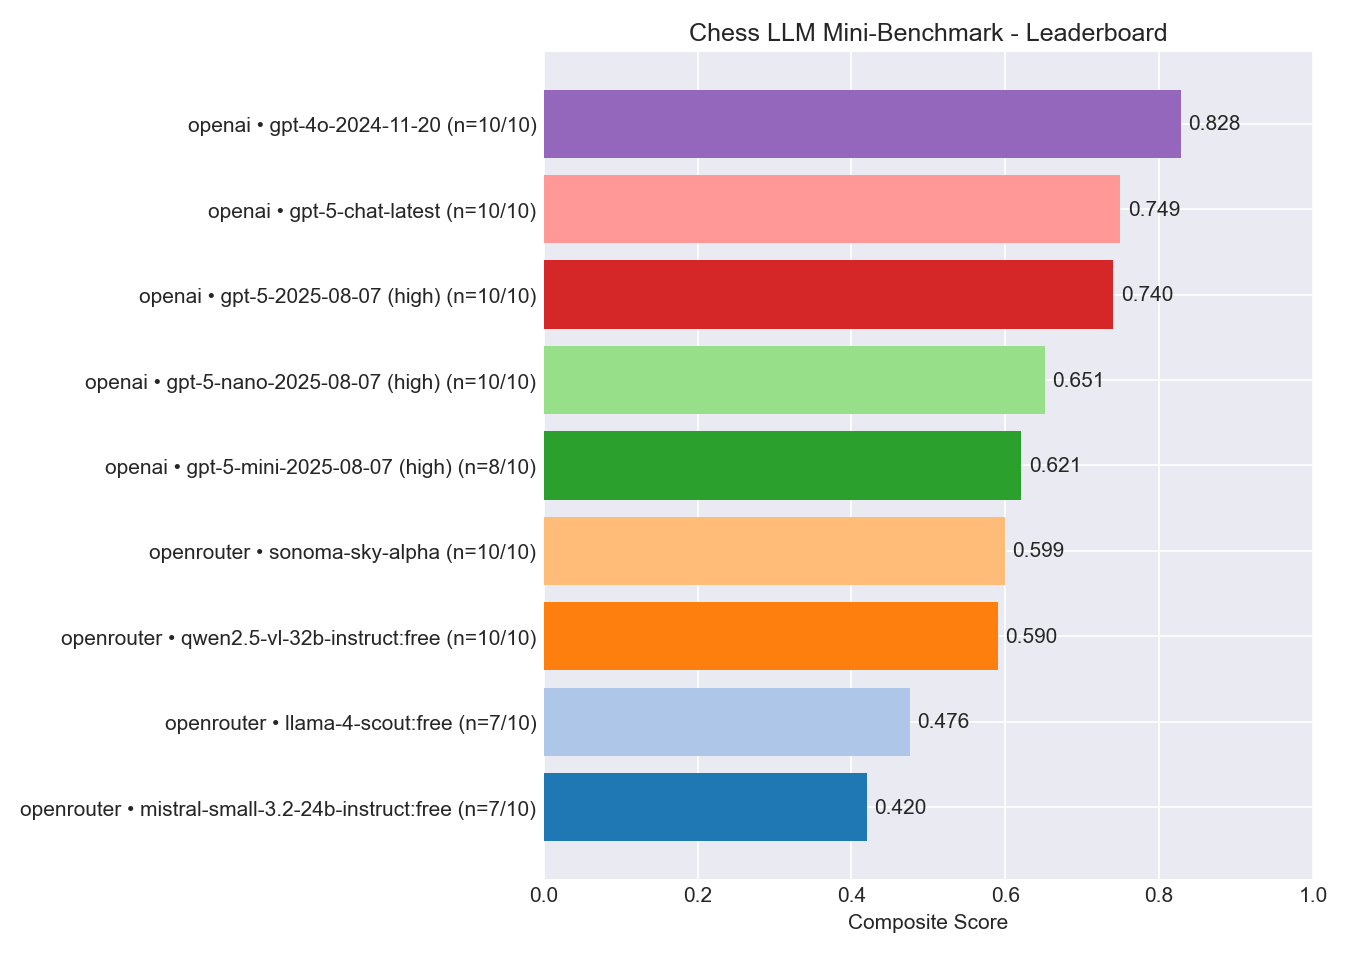 Chess LLM Mini-Benchmark - Leaderboard
openai • gpt-4o-2024-11-20 (n=10/10) 0.828
openai • gpt-5-chat-latest (n=10/10) 0.749
openai • gpt-5-2025-08-07 (high) (n=10/10) 0.740
openai • gpt-5-nano-2025-08-07 (high) (n=10/10) 0.651
openai • gpt-5-mini-2025-08-07 (high) (n=8/10) 0.621
openrouter • sonoma-sky-alpha (n=10/10) 0.599
openrouter • qwen2.5-vl-32b-instruct:free (n=10/10) 0.590
openrouter • llama-4-scout:free (n=7/10) 0.476
openrouter • mistral-small-3.2-24b-instruct:free (n=7/10) 0.420
0.0 0.2 0.4 0.6 0.8 1.0
Composite Score